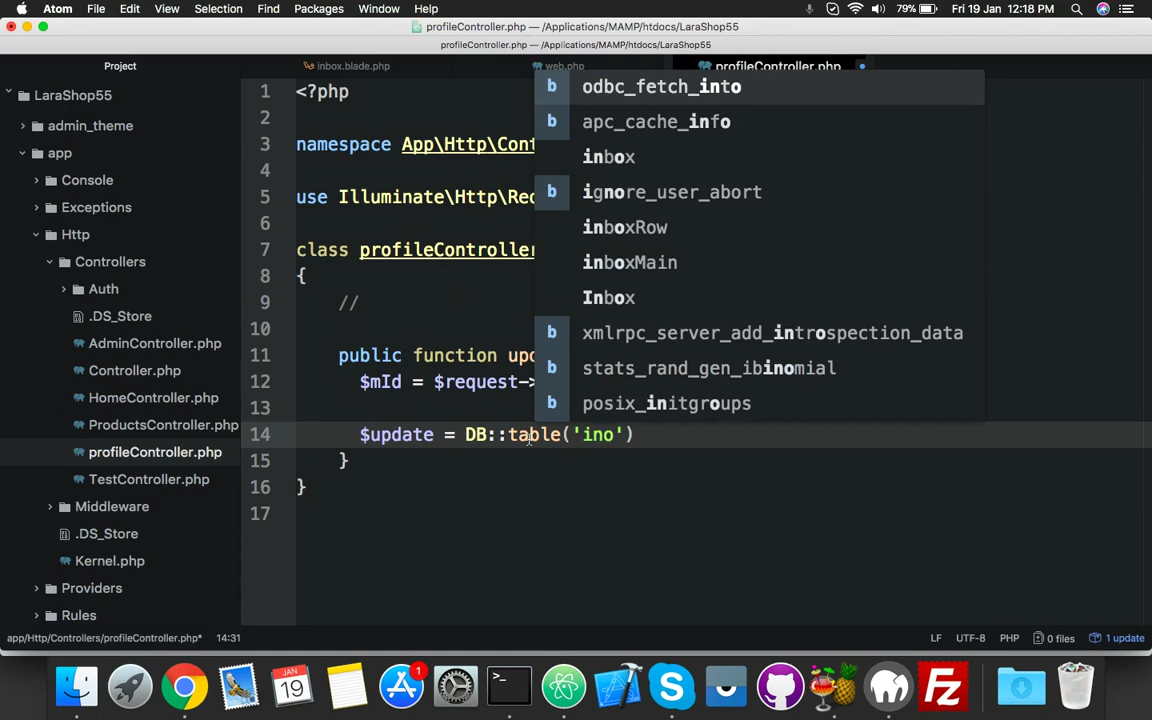 Atom File Edit View Selection Find Packages Window Help 79% Fri 19 Jan 12:18 PM
profileController.php — /Applications/MAMP/htdocs/LaraShop55
profileController.php — /Applications/MAMP/htdocs/LaraShop55
Project inbox.blade.php web.php profileController.php
LaraShop55
admin_theme
app
Console
Exceptions
Http
Controllers
Auth
.DS_Store
AdminController.php
Controller.php
HomeController.php
ProductsController.php
profileController.php
TestController.php
Middleware
.DS_Store
Kernel.php
Providers
Rules
1 <?php
2
3 namespace App\Http\Cont
4
5 use Illuminate\Http\Req
6
7 class profileController
8 {
9 //
10
11 public function upd
12 $mId = $request->
13
14 $update = DB::table('ino')
15 }
16 }
17
b odbc_fetch_into
b apc_cache_info
inbox
b ignore_user_abort
inboxRow
inboxMain
Inbox
b xmlrpc_server_add_introspection_data
b stats_rand_gen_ibinomial
b posix_initgroups
app/Http/Controllers/profileController.php* 14:31 LF UTF-8 PHP 0 files 1 update
JAN
19
1
>_
Fz